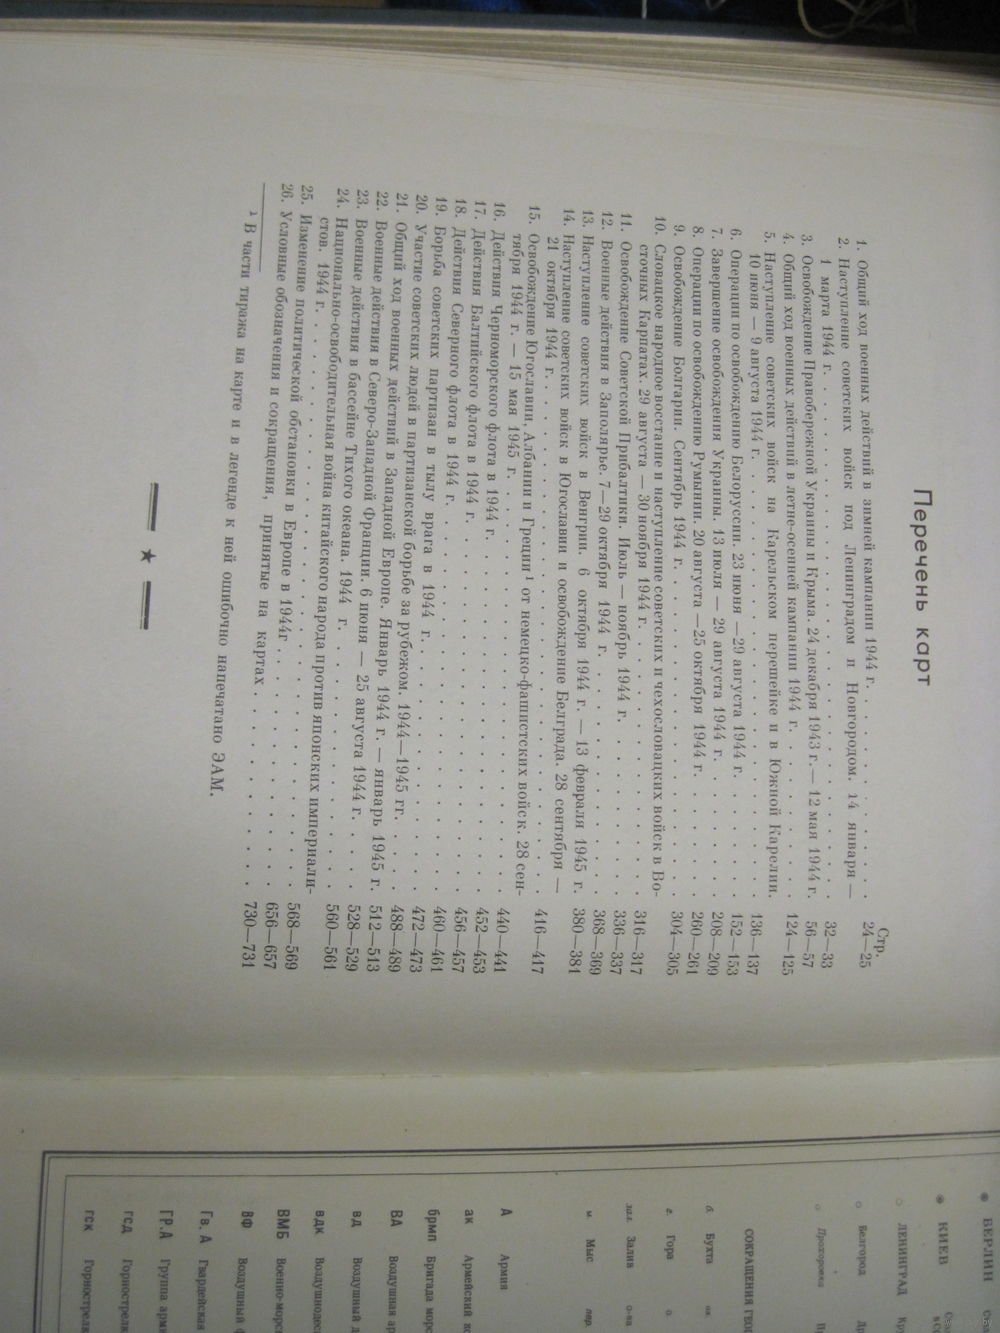 Перечень карт
Стр.
1. Общий ход военных действий в зимней кампании 1944 г. . . . . . . . . 24—25
2. Наступление советских войск под Ленинградом и Новгородом. 14 января —
1 марта 1944 г. . . . . . . . . . . . . . . . . . . . . . . 32—33
3. Освобождение Правобережной Украины и Крыма. 24 декабря 1943 г. — 12 мая 1944 г. 56—57
4. Общий ход военных действий в летне-осенней кампании 1944 г. . . . . . . 124—125
5. Наступление советских войск на Карельском перешейке и в Южной Карелии.
10 июня — 9 августа 1944 г. . . . . . . . . . . . . . . . . . . 136—137
6. Операции по освобождению Белоруссии. 23 июня — 29 августа 1944 г. . . . . . 152—153
7. Завершение освобождения Украины. 13 июля — 29 августа 1944 г. . . . . . . 208—209
8. Операции по освобождению Румынии. 20 августа — 25 октября 1944 г. . . . . . 260—261
9. Освобождение Болгарии. Сентябрь 1944 г. . . . . . . . . . . . . . 304—305
10. Словацкое народное восстание и наступление советских и чехословацких войск в Во-
сточных Карпатах. 29 августа — 30 ноября 1944 г. . . . . . . . . . . . 316—317
11. Освобождение Советской Прибалтики. Июль — ноябрь 1944 г. . . . . . . . . 336—337
12. Военные действия в Заполярье. 7—29 октября 1944 г. . . . . . . . . . . 368—369
13. Наступление советских войск в Венгрии. 6 октября 1944 г. — 13 февраля 1945 г. 380—381
14. Наступление советских войск в Югославии и освобождение Белграда. 28 сентября —
21 октября 1944 г. . . . . . . . . . . . . . . . . . . . . . 416—417
15. Освобождение Югославии, Албании и Греции ¹ от немецко-фашистских войск. 28 сен-
тября 1944 г. — 15 мая 1945 г. . . . . . . . . . . . . . . . . . 440—441
16. Действия Черноморского флота в 1944 г. . . . . . . . . . . . . . . 452—453
17. Действия Балтийского флота в 1944 г. . . . . . . . . . . . . . . . 456—457
18. Действия Северного флота в 1944 г. . . . . . . . . . . . . . . . . 460—461
19. Борьба советских партизан в тылу врага в 1944 г. . . . . . . . . . . . 472—473
20. Участие советских людей в партизанской борьбе за рубежом. 1944—1945 гг. . . . . 488—489
21. Общий ход военных действий в Западной Европе. Январь 1944 г. — январь 1945 г. 512—513
22. Военные действия в Северо-Западной Франции. 6 июня — 25 августа 1944 г. . . . . 528—529
23. Военные действия в бассейне Тихого океана. 1944 г. . . . . . . . . . . 560—561
24. Национально-освободительная война китайского народа против японских империали-
стов. 1944 г. . . . . . . . . . . . . . . . . . . . . . . . 568—569
25. Изменение политической обстановки в Европе в 1944г. . . . . . . . . . . 656—657
26. Условные обозначения и сокращения, принятые на картах . . . . . . . . . 730—731
¹ В части тиража на карте и в легенде к ней ошибочно напечатано ЭАМ.
БЕРЛИН
КИЕВ
ЛЕНИНГРАД
Белгород
Прохоровка
СОКРАЩЕНИЯ
б. Бухта
г. Гора о.
зал. Залив о-ва
м. Мыс пер.
А Армия
ак Армейский
брмп Бригада
ВА Воздушная
вд Воздушный
вдк
ВМБ
ВФ Воздушный
Гв. А Гвардейская
ГР.А Группа
гсд
гск